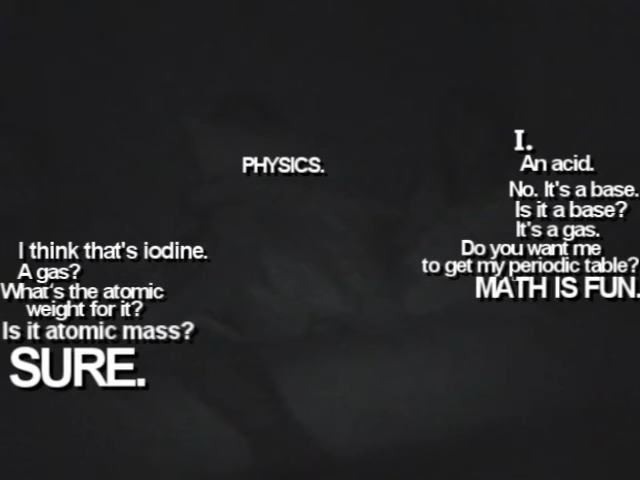 PHYSICS.
I.
An acid.
No. It's a base.
Is it a base?
It's a gas.
Do you want me
to get my periodic table?
MATH IS FUN.
I think that's iodine.
A gas?
What's the atomic
weight for it?
Is it atomic mass?
SURE.